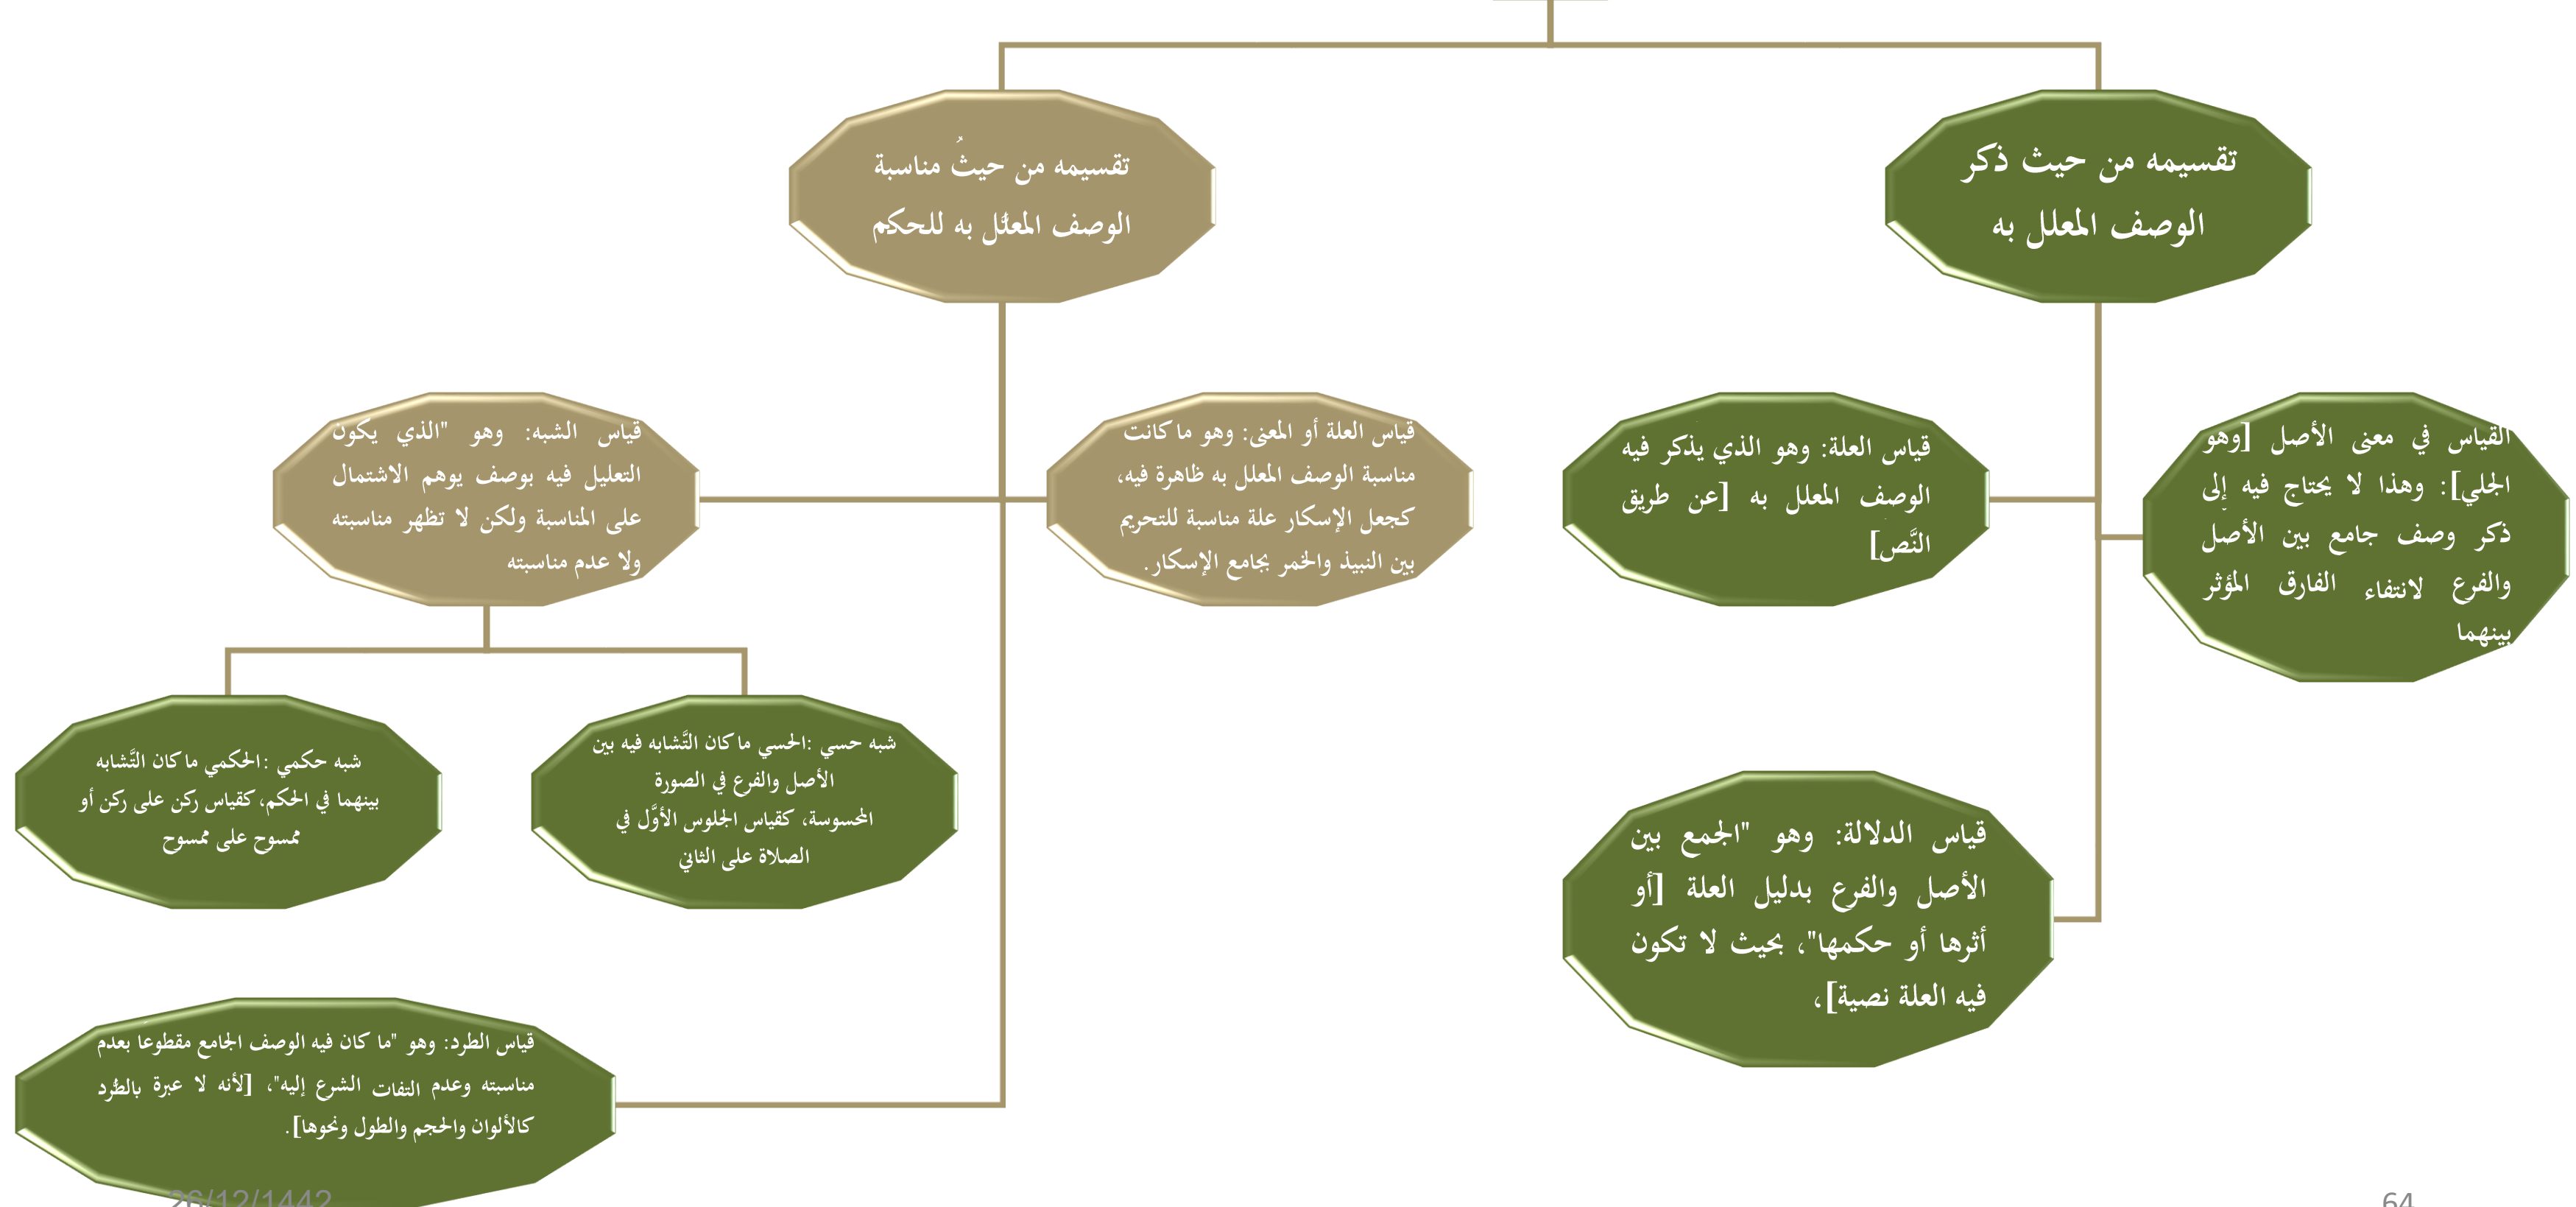 تقسيمه من حيث ذكر
الوصف المعلل به
القياس في معنى الأصل [وهو
الجلي]: وهذا لا يحتاج فيه إلى
ذكر وصف جامع بين الأصل
والفرع لانتفاء الفارق المؤثر
بينهما
قياس العلة: وهو الذي يذكر فيه
الوصف المعلل به [عن طريق
النَّص]
قياس الدلالة: وهو "الجمع بين
الأصل والفرع بدليل العلة [أو
أثرها أو حكمها"، بحيث لا تكون
فيه العلة نصية]،
تقسيمه من حيثُ مناسبة
الوصف المعلَّل به للحكم
قياس العلة أو المعنى: وهو ما كانت
مناسبة الوصف المعلل به ظاهرة فيه،
كجعل الإسكار علة مناسبة للتحريم
بين النبيذ والخمر بجامع الإسكار.
قياس الشبه: وهو "الذي يكون
التعليل فيه بوصف يوهم الاشتمال
على المناسبة ولكن لا تظهر مناسبته
ولا عدم مناسبته
شبه حسي :الحسي ما كان التَّشابه فيه بين
الأصل والفرع في الصورة
المحسوسة، كقياس الجلوس الأوَّل في
الصلاة على الثاني
شبه حكمي :الحكمي ما كان التَّشابه
بينهما في الحكم، كقياس ركن على ركن أو
ممسوح على ممسوح
قياس الطرد: وهو "ما كان فيه الوصف الجامع مقطوعا بعدم
مناسبته وعدم التفات الشرع إليه"، [لأنه لا عبرة بالطَّرد
كالألوان والحجم والطول ونحوها].
26/12/1442
64